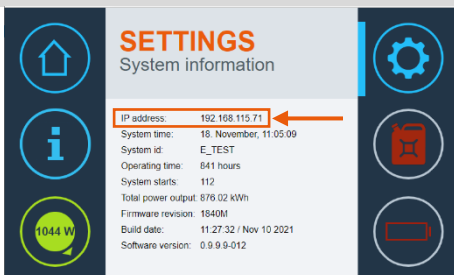 SETTINGS
System information
IP address: 192.168.115.71
System time: 18. November, 11:05:09
System id: E_TEST
Operating time: 841 hours
System starts: 112
Total power output: 876.02 kWh
Firmware revision: 1840M
Build date: 11:27:32 / Nov 10 2021
Software version: 0.9.9.9-012
i
1044 W